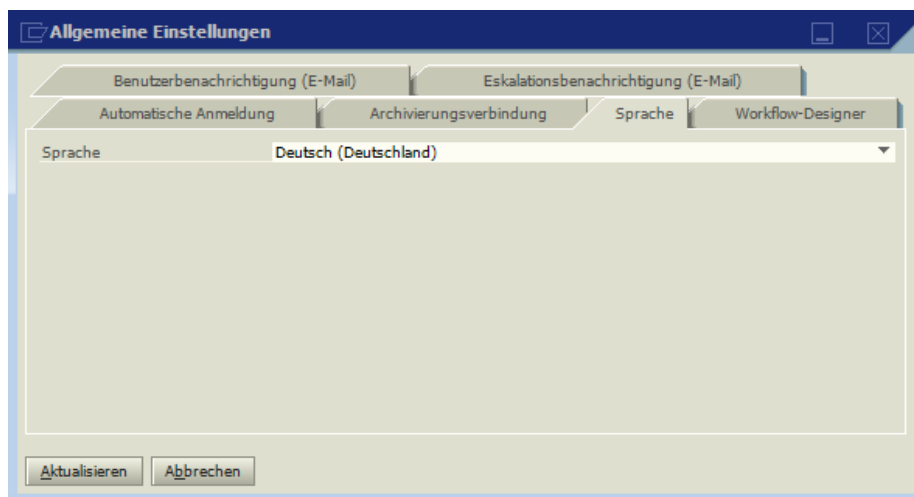 Allgemeine Einstellungen
Benutzerbenachrichtigung (E-Mail) Eskalationsbenachrichtigung (E-Mail)
Automatische Anmeldung Archivierungsverbindung Sprache Workflow-Designer
Sprache Deutsch (Deutschland)
Aktualisieren Abbrechen